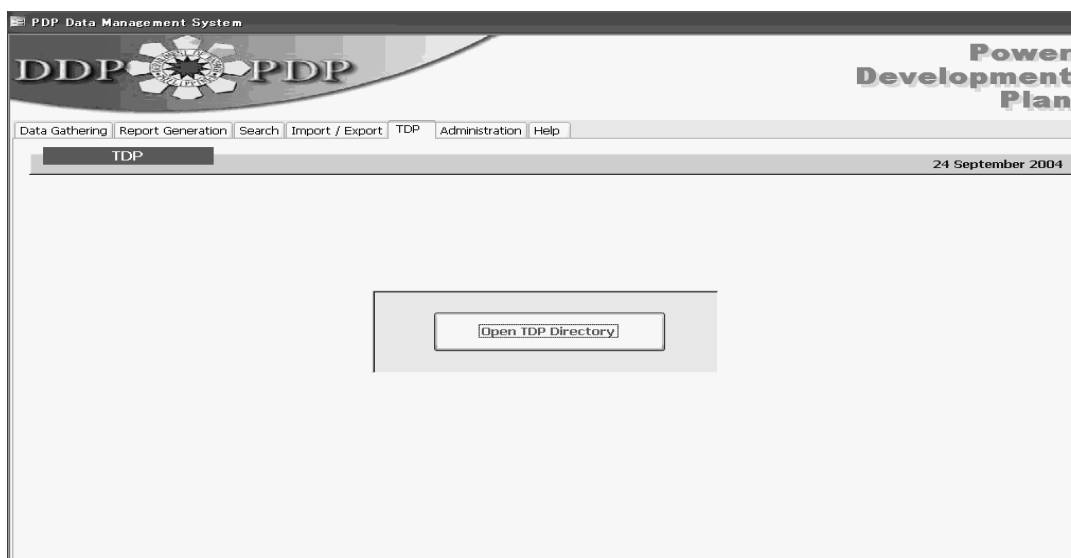 PDP Data Management System
DDP PDP
Power
Development
Plan
Data Gathering Report Generation Search Import / Export TDP Administration Help
TDP
24 September 2004
Open TDP Directory